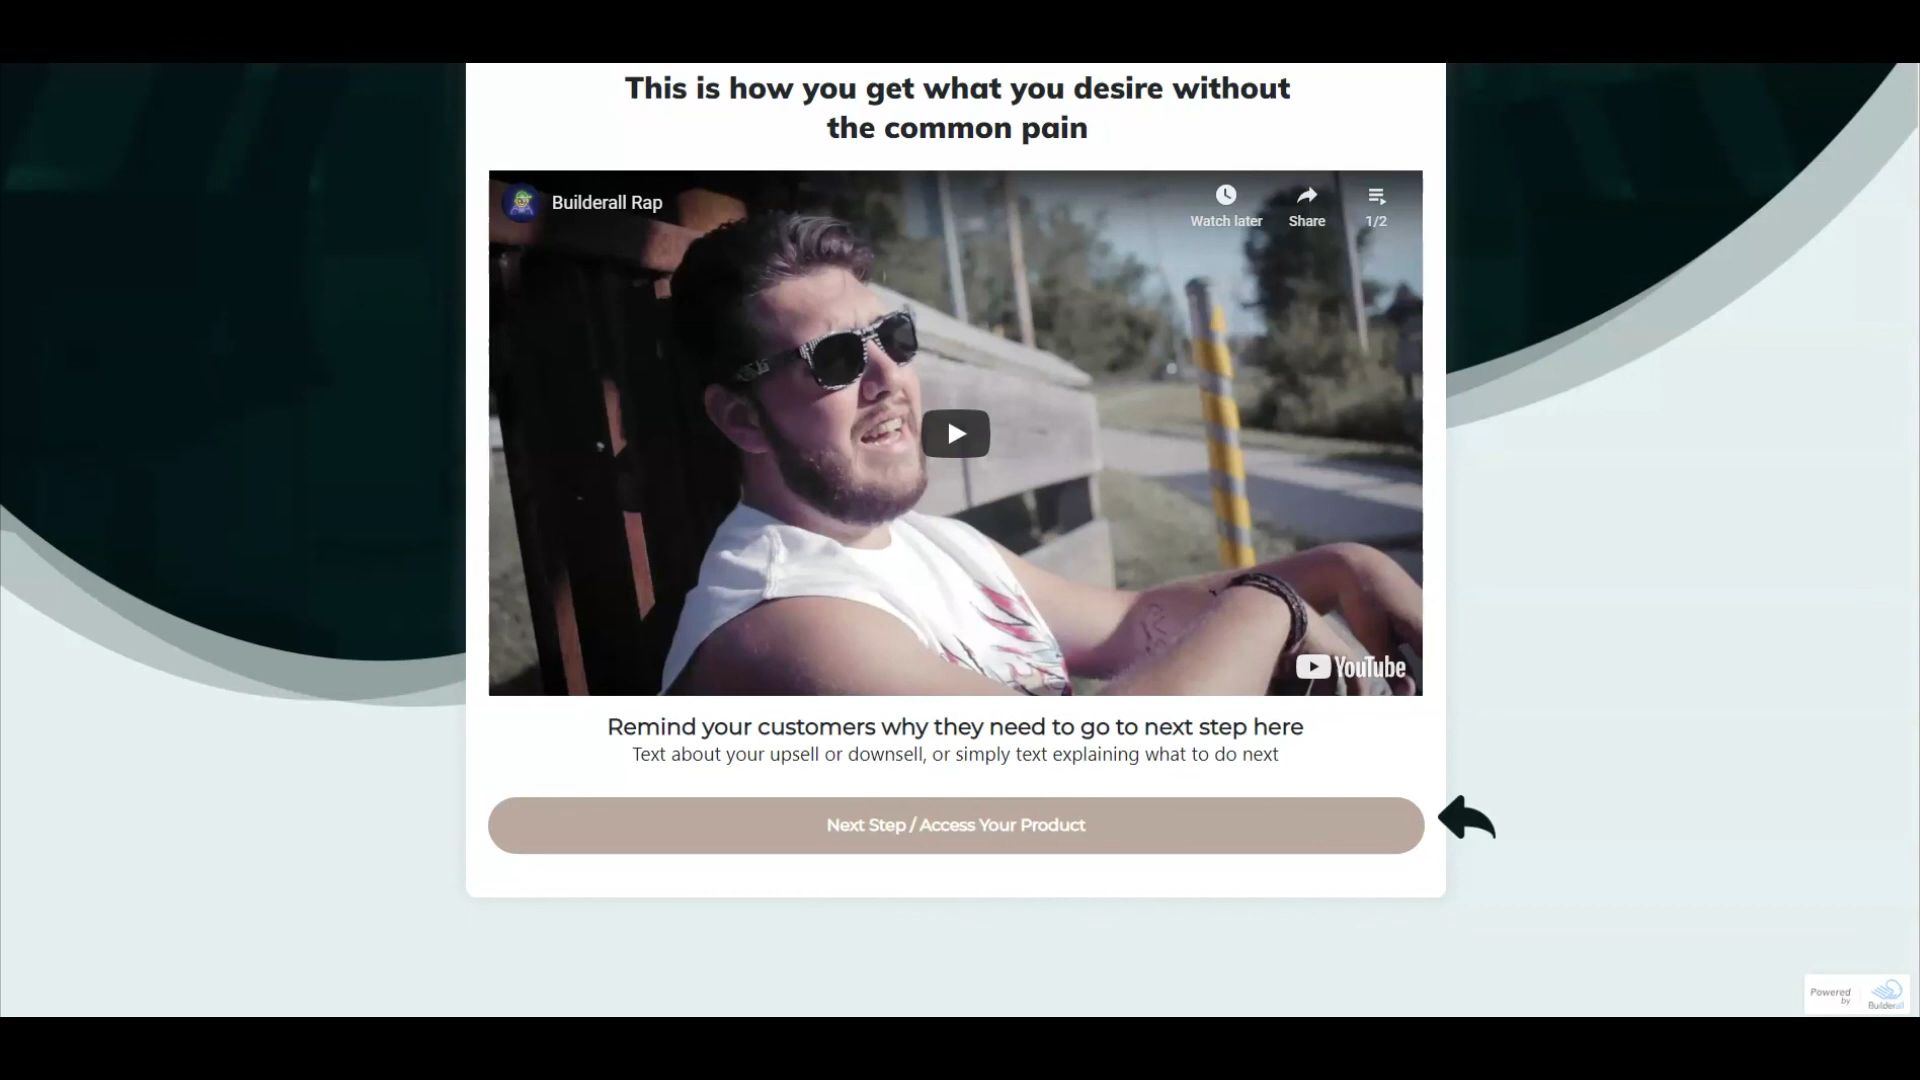 This is how you get what you desire without
the common pain
Builderall Rap
Watch later
Share
1/2
YouTube
Remind your customers why they need to go to next step here
Text about your upsell or downsell, or simply text explaining what to do next
Next Step / Access Your Product
Powered
by
Builderall